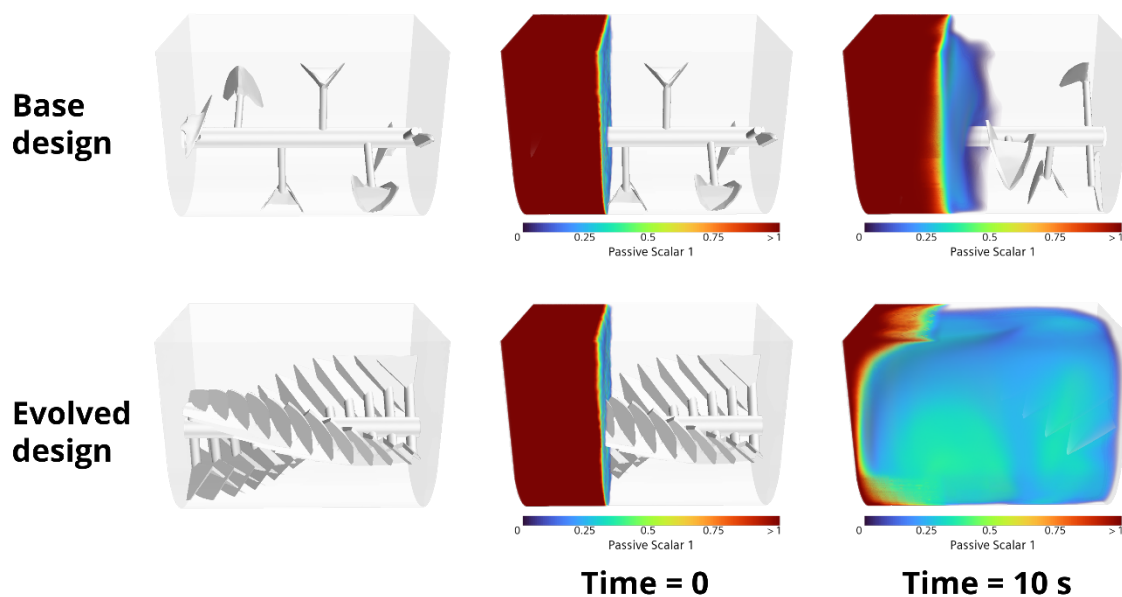 Base
design
0 0.25 0.5 0.75 > 1
Passive Scalar 1
0 0.25 0.5 0.75 > 1
Passive Scalar 1
Evolved
design
0 0.25 0.5 0.75 > 1
Passive Scalar 1
0 0.25 0.5 0.75 > 1
Passive Scalar 1
Time = 0
Time = 10 s